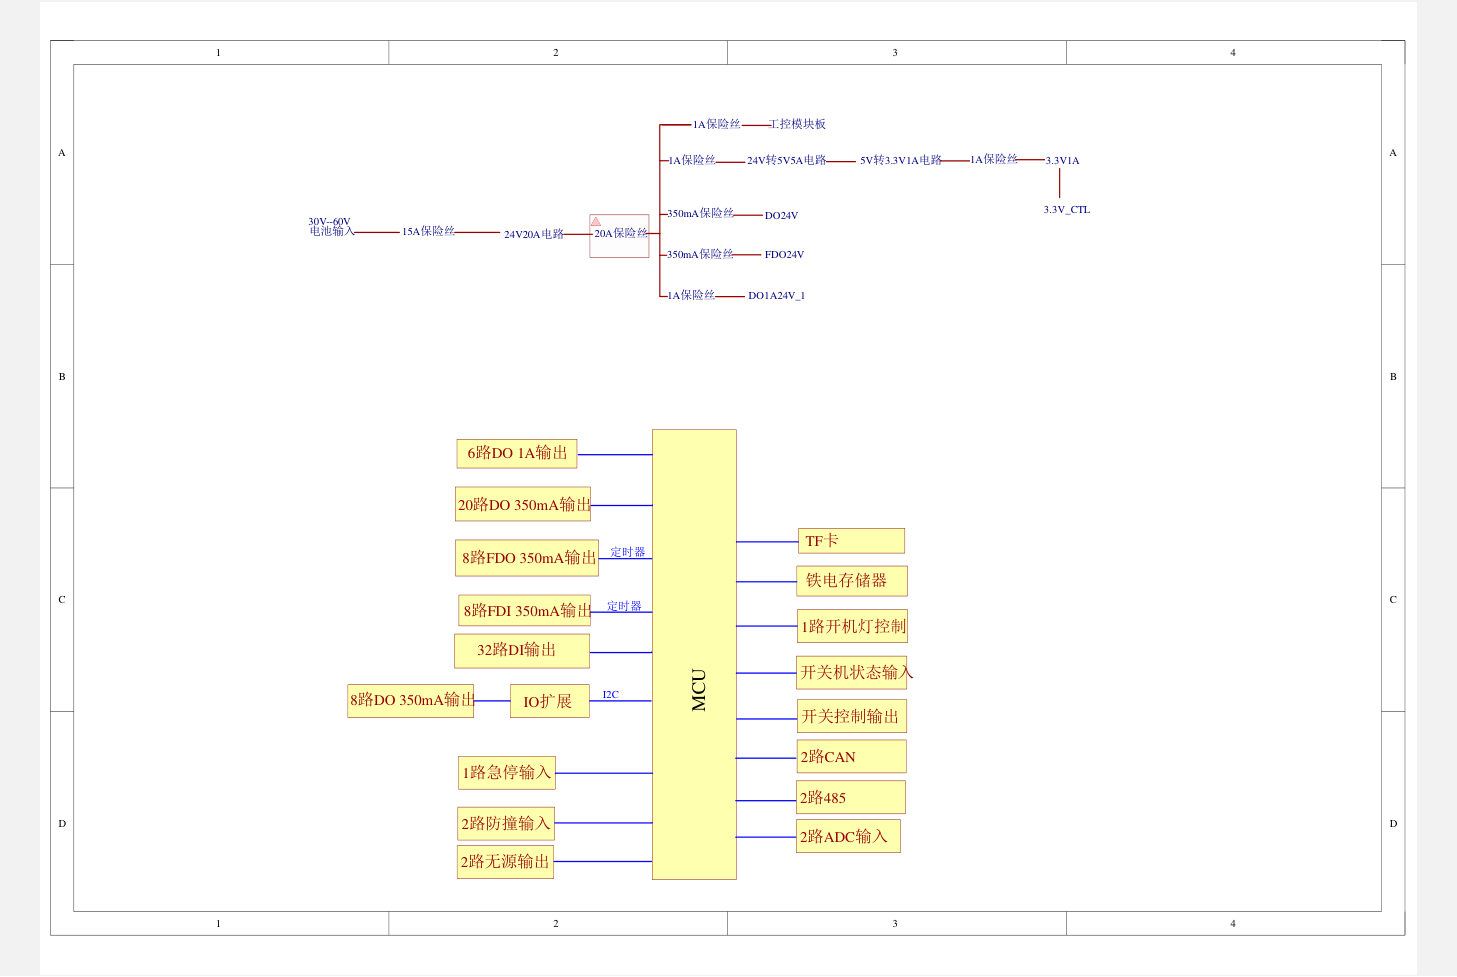 1 2 3 4
A A
1A保险丝 工控模块板
1A保险丝 24V转5V5A电路 5V转3.3V1A电路 1A保险丝 3.3V1A
3.3V_CTL
350mA保险丝 DO24V
30V--60V
电池输入 15A保险丝 24V20A电路 20A保险丝
350mA保险丝 FDO24V
1A保险丝 DO1A24V_1
B B
6路DO 1A输出
20路DO 350mA输出
8路FDO 350mA输出 定时器
8路FDI 350mA输出 定时器
32路DI输出
8路DO 350mA输出 IO扩展 I2C
1路急停输入
2路防撞输入
2路无源输出
MCU
TF卡
铁电存储器
1路开机灯控制
开关机状态输入
开关控制输出
2路CAN
2路485
2路ADC输入
C C
D D
1 2 3 4